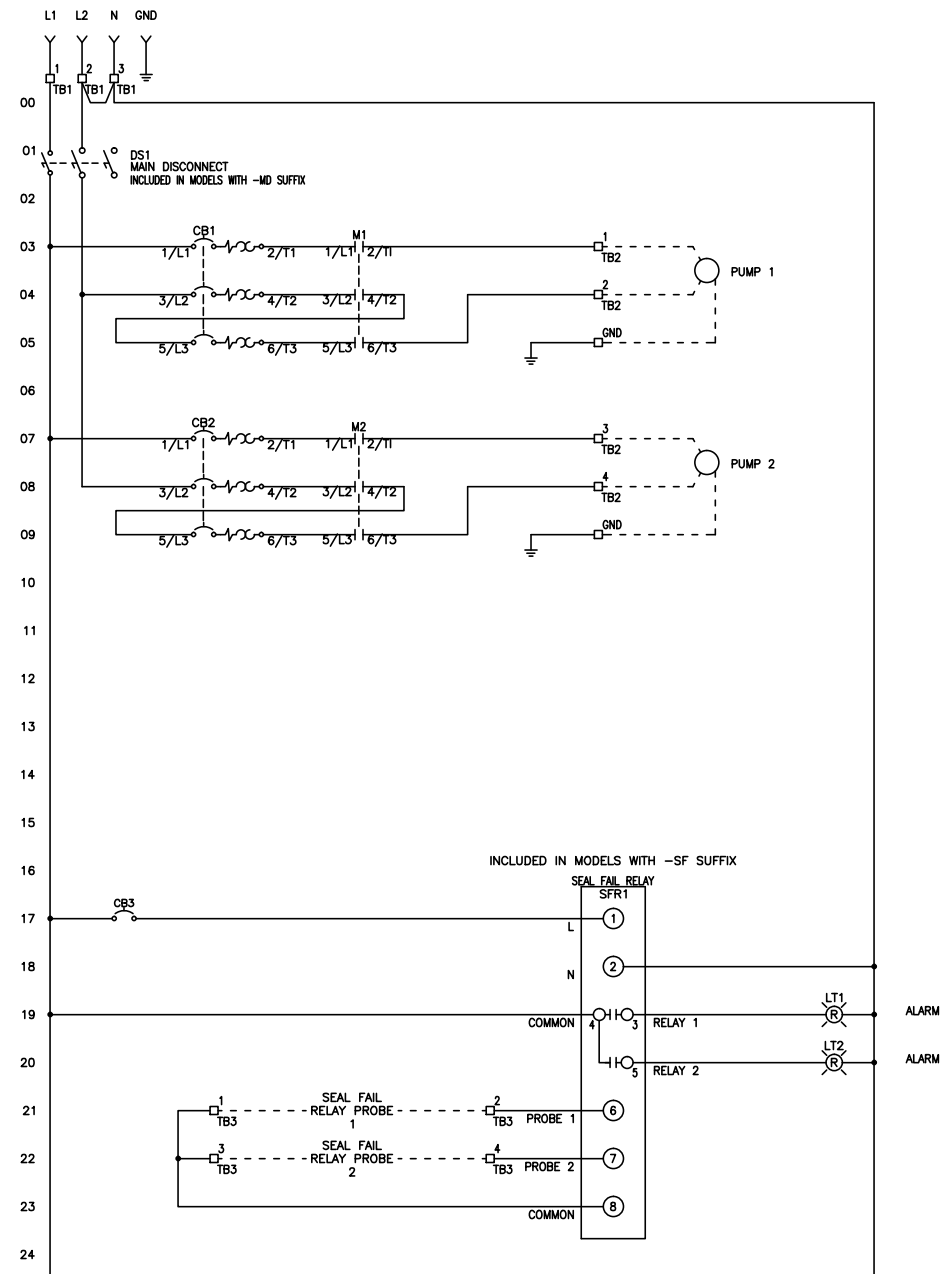 L1 L2 N GND
1 2 3
TB1 TB1 TB1
00
01 DS1
MAIN DISCONNECT
INCLUDED IN MODELS WITH -MD SUFFIX
02
CB1 M1
03 1/L1 2/T1 1/L1 2/TI 1 TB2
PUMP 1
04 3/L2 4/T2 3/L2 4/T2 2 TB2
05 5/L3 6/T3 5/L3 6/T3 GND
06
CB2 M2
07 1/L1 2/T1 1/L1 2/TI 3 TB2
PUMP 2
08 3/L2 4/T2 3/L2 4/T2 4 TB2
09 5/L3 6/T3 5/L3 6/T3 GND
10
11
12
13
14
15
INCLUDED IN MODELS WITH -SF SUFFIX
16
SEAL FAIL RELAY
SFR1
CB3
17 L 1
18 N 2
LT1
19 COMMON 4 3 RELAY 1 R ALARM
LT2
20 5 RELAY 2 R ALARM
SEAL FAIL
21 1 TB3 RELAY PROBE 2 TB3 PROBE 1 6
1
SEAL FAIL
22 3 TB3 RELAY PROBE 4 TB3 PROBE 2 7
2
23 COMMON 8
24